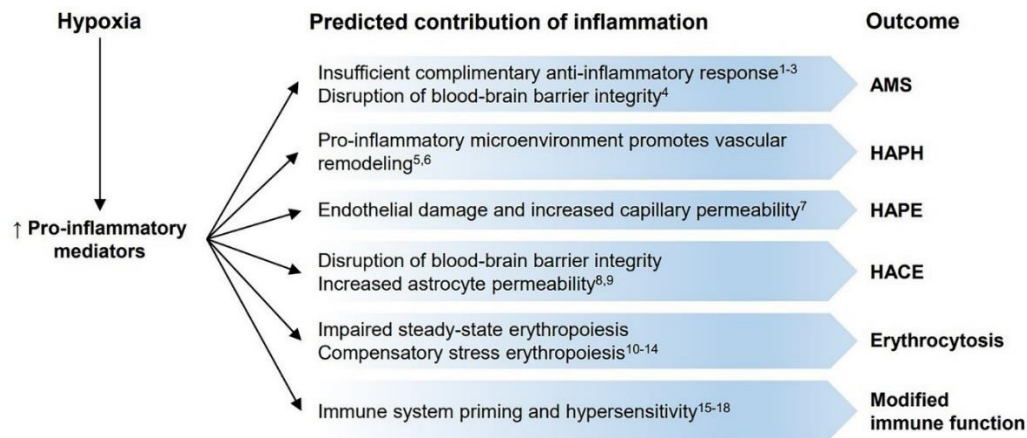 Hypoxia
Predicted contribution of inflammation
Outcome
Insufficient complimentary anti-inflammatory response1-3
Disruption of blood-brain barrier integrity4
AMS
Pro-inflammatory microenvironment promotes vascular
remodeling5,6
HAPH
↑ Pro-inflammatory
mediators
Endothelial damage and increased capillary permeability7
HAPE
Disruption of blood-brain barrier integrity
Increased astrocyte permeability8,9
HACE
Impaired steady-state erythropoiesis
Compensatory stress erythropoiesis10-14
Erythrocytosis
Immune system priming and hypersensitivity15-18
Modified
immune function